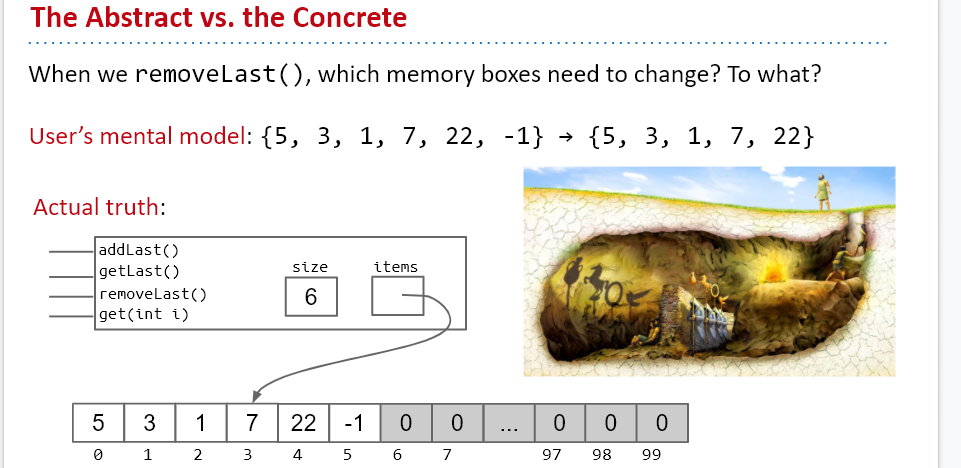 The Abstract vs. the Concrete
When we removeLast(), which memory boxes need to change? To what?
User’s mental model: {5, 3, 1, 7, 22, -1} → {5, 3, 1, 7, 22}
Actual truth:
addLast()
getLast()
removeLast()
get(int i)
size
items
6
5 3 1 7 22 -1 0 0 ... 0 0 0
0 1 2 3 4 5 6 7 97 98 99